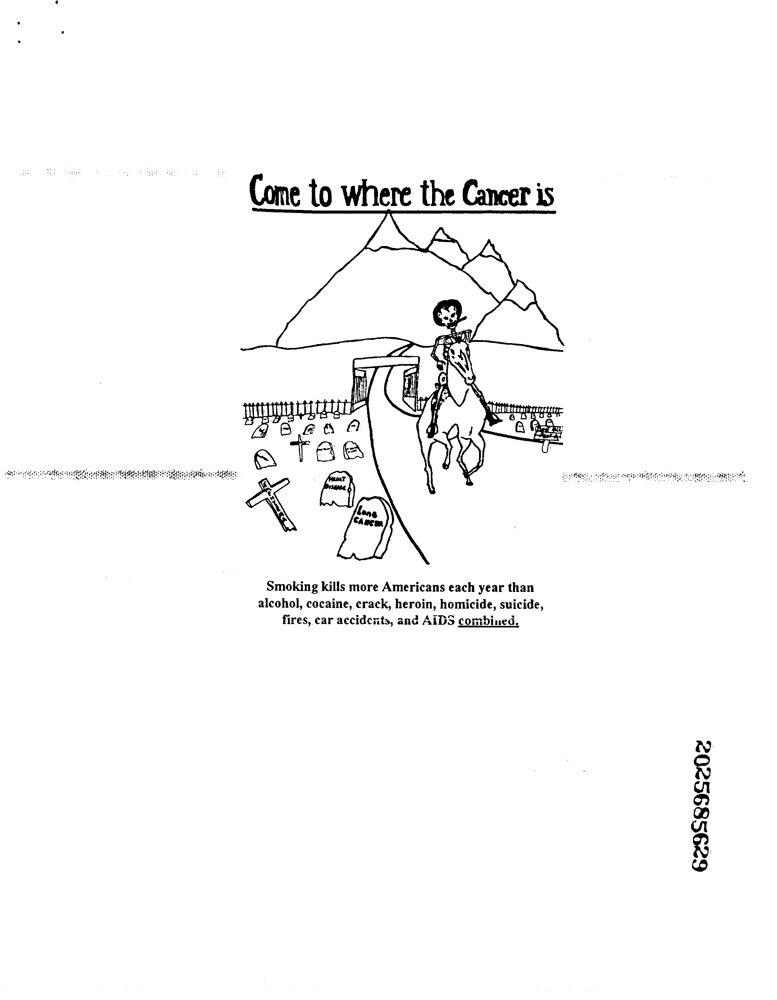 Come to where the Cancer is
HEART
DISEASE
LUNG
CANCER
Smoking kills more Americans each year than
alcohol, cocaine, crack, heroin, homicide, suicide,
fires, car accidents, and AIDS combined.
2025685629